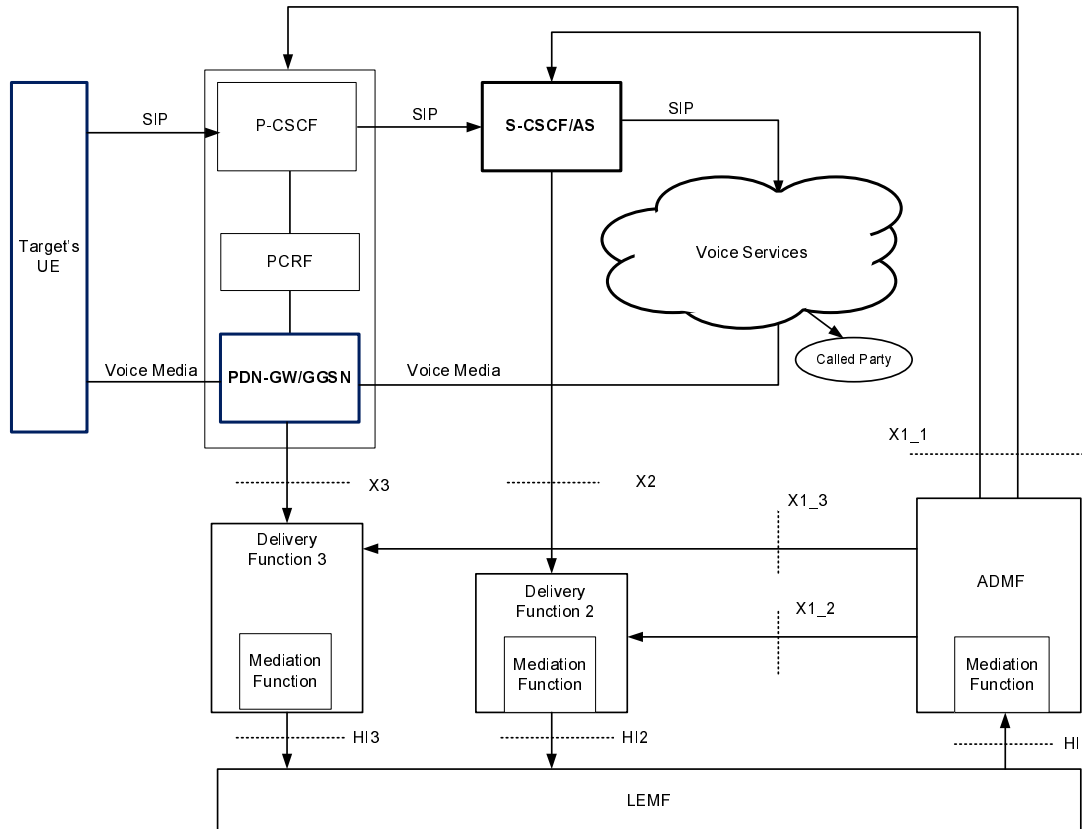 SIP
P-CSCF
SIP
S-CSCF/AS
SIP
Target's
UE
PCRF
Voice Services
Voice Media
PDN-GW/GGSN
Voice Media
Called Party
X1_1
X3
X2
X1_3
Delivery
Function 3
Delivery
Function 2
ADMF
X1_2
Mediation
Function
Mediation
Function
Mediation
Function
HI3
HI2
HI
LEMF